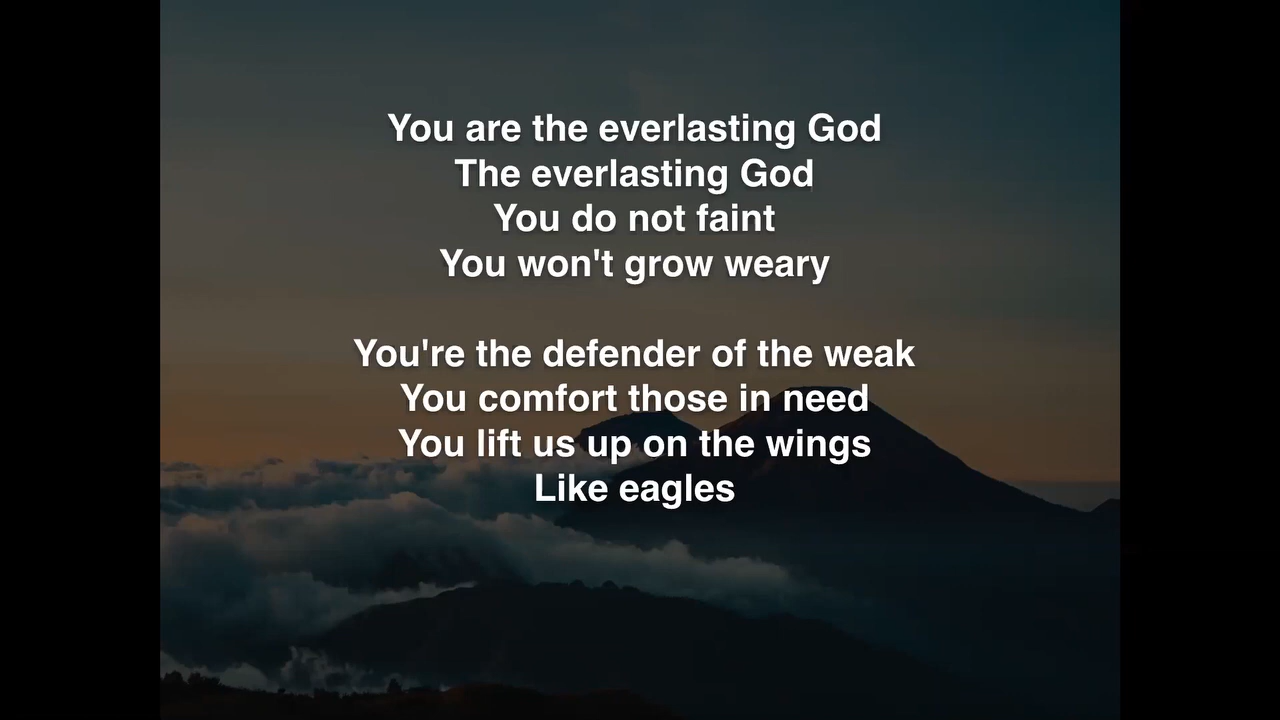 You are the everlasting God
The everlasting God
You do not faint
You won't grow weary
You're the defender of the weak
You comfort those in need
You lift us up on the wings
Like eagles